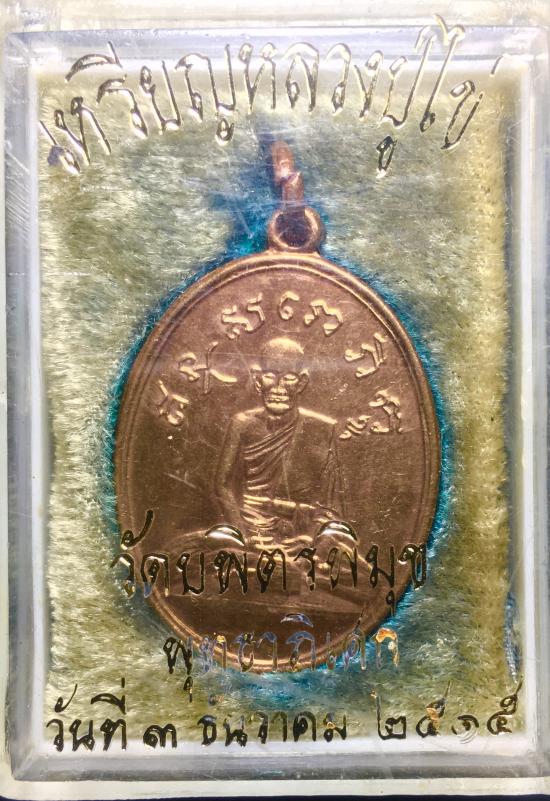 เหรียญหลวงปู่ไข่
วัดบพิตรพิมุข
พุทธาภิเศก
วันที่ ๓ ธันวาคม ๒๕๑๕